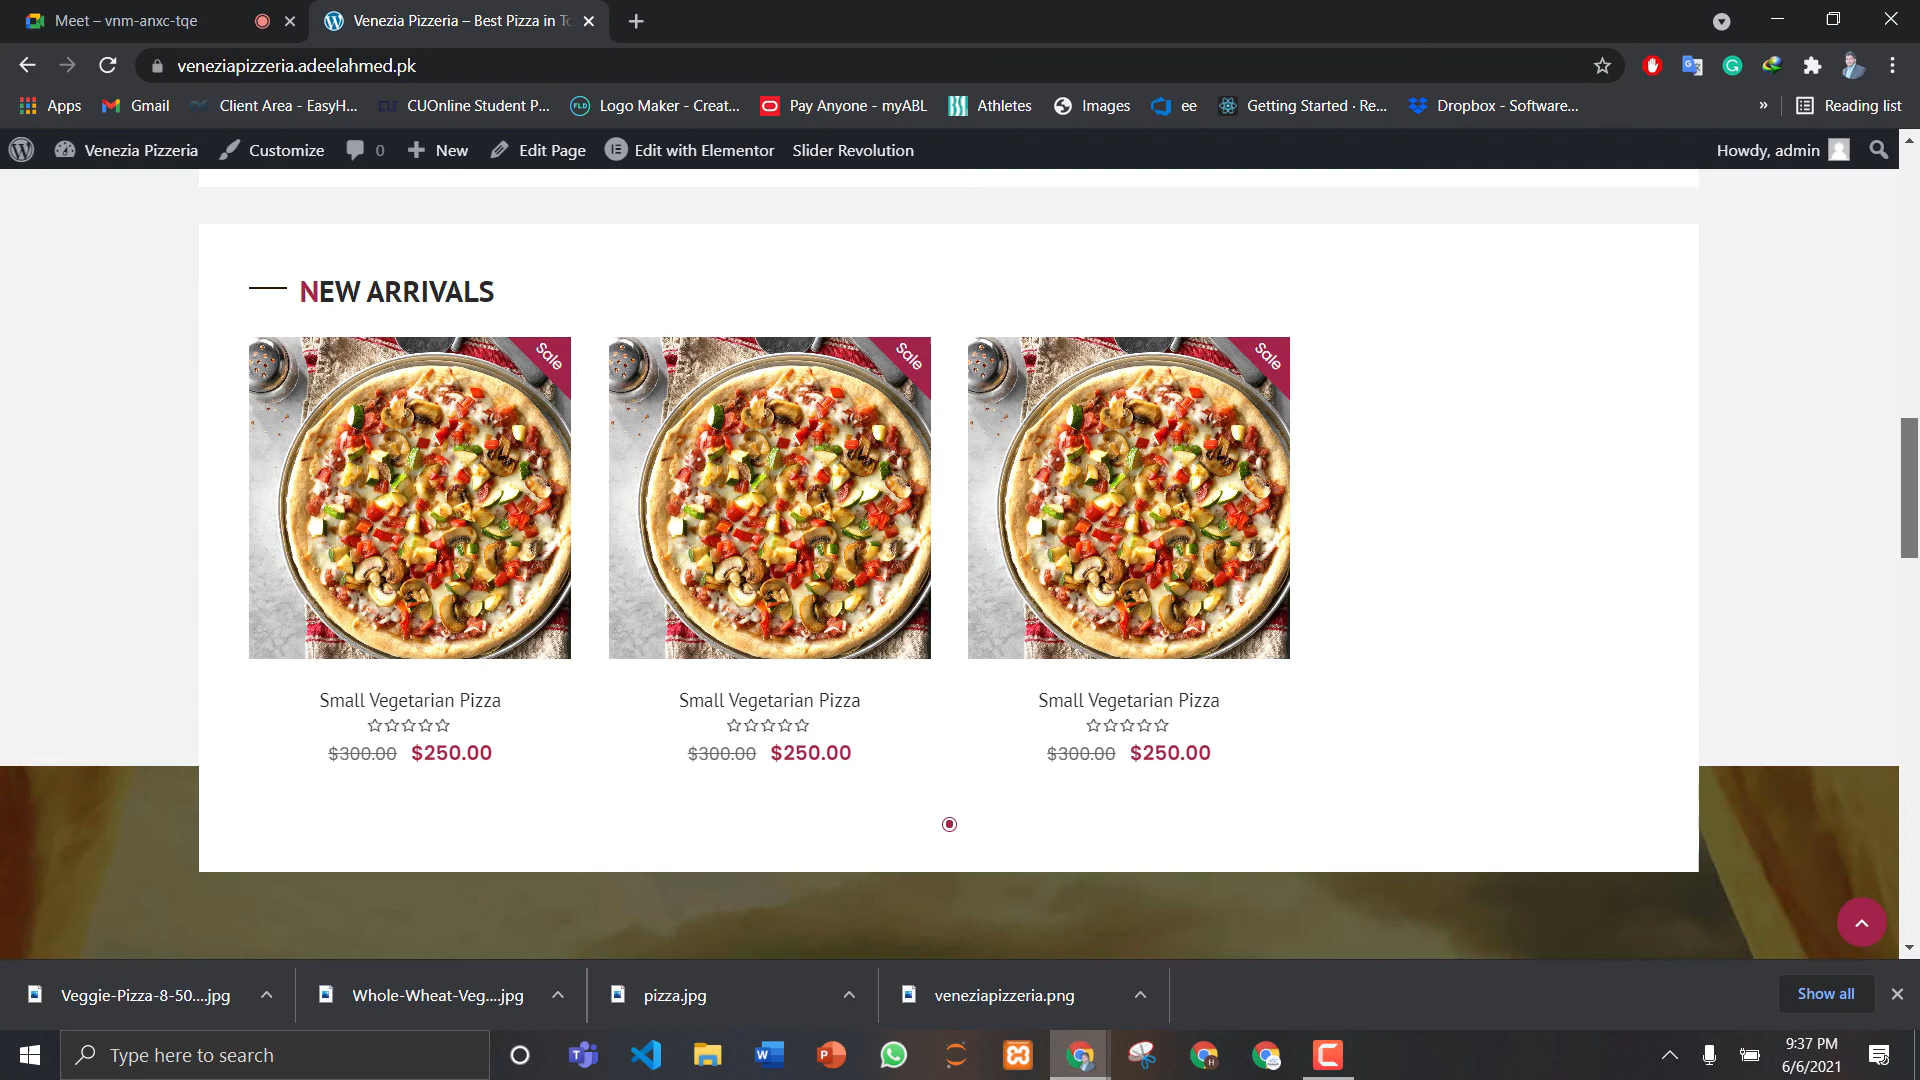 Meet – vnm-anxc-tqe
Venezia Pizzeria – Best Pizza in To
veneziapizzeria.adeelahmed.pk
Apps Gmail Client Area - EasyH... CUOnline Student P... FLD Logo Maker - Creat... Pay Anyone - myABL Athletes Images ee Getting Started · Re... Dropbox - Software... » Reading list
Venezia Pizzeria Customize 0 New Edit Page Edit with Elementor Slider Revolution Howdy, admin
NEW ARRIVALS
Sale Sale Sale
Small Vegetarian Pizza Small Vegetarian Pizza Small Vegetarian Pizza
$300.00 $250.00 $300.00 $250.00 $300.00 $250.00
Veggie-Pizza-8-50....jpg Whole-Wheat-Veg....jpg pizza.jpg veneziapizzeria.png Show all
Type here to search
9:37 PM
6/6/2021